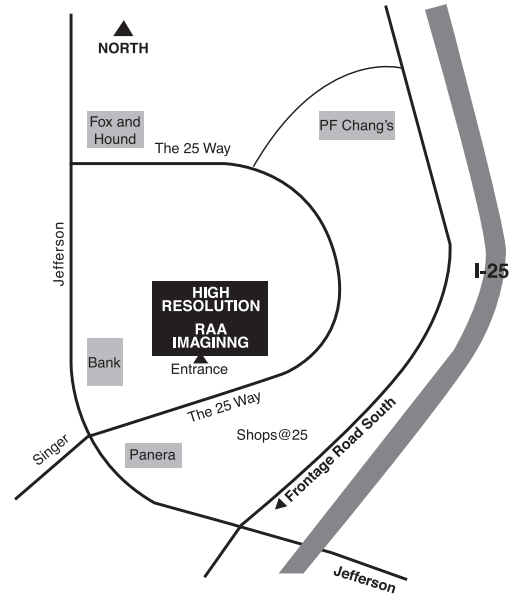 NORTH
Fox and
Hound
PF Chang's
The 25 Way
Jefferson
I-25
HIGH
RESOLUTION
RAA
IMAGINNG
Entrance
Bank
The 25 Way
Shops@25
Singer
Panera
Frontage Road South
Jefferson